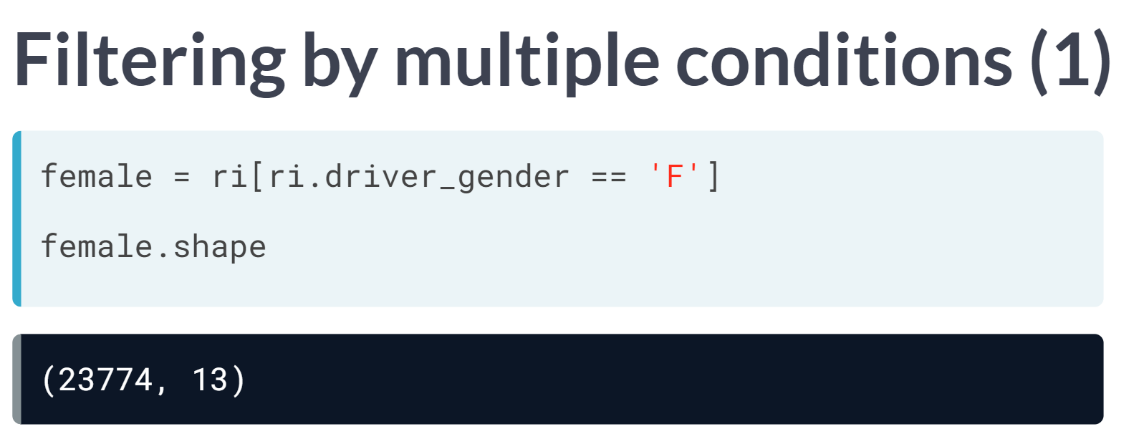 Filtering by multiple conditions (1)
female = ri[ri.driver_gender == 'F']
female.shape
(23774, 13)